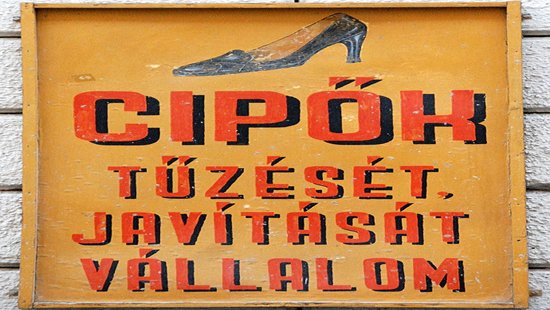 CIPŐK
TŰZÉSÉT,
JAVÍTÁSÁT
VÁLLALOM